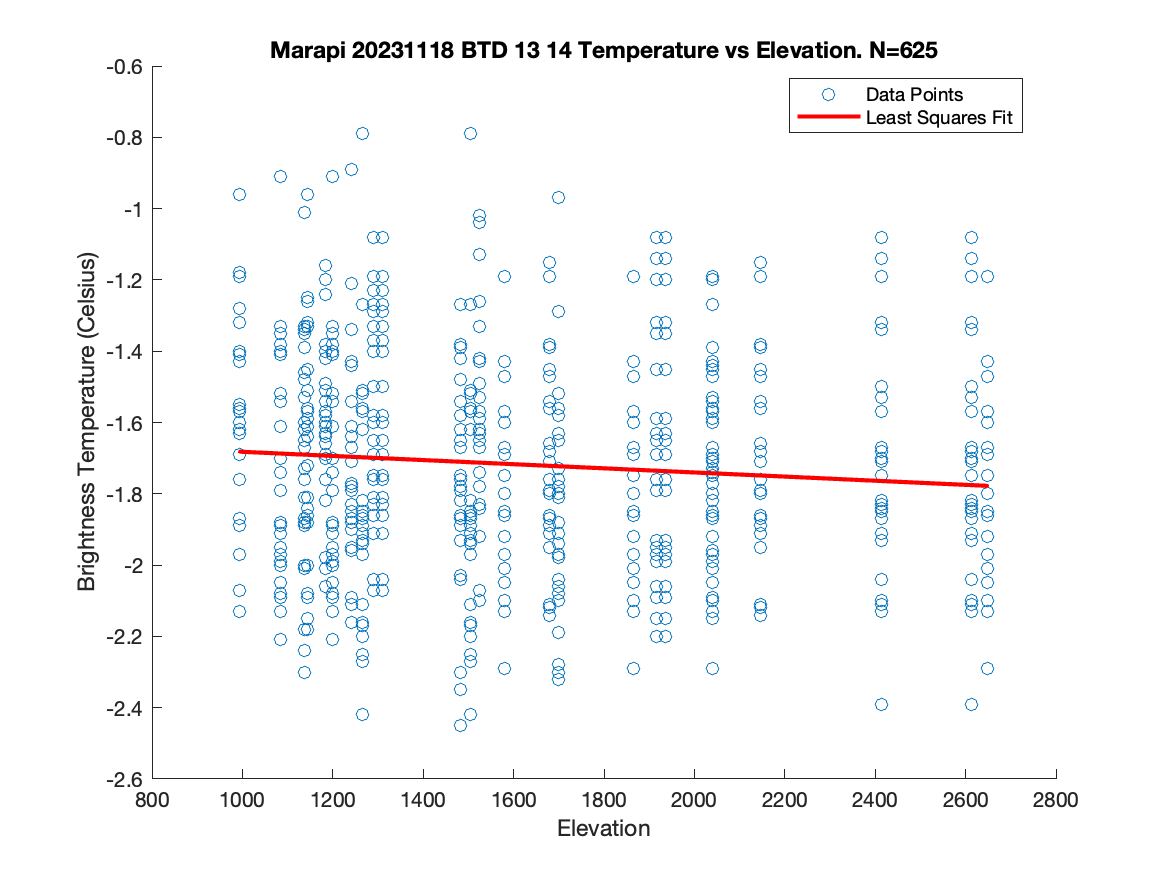 Marapi 20231118 BTD 13 14 Temperature vs Elevation. N=625
Data Points
Least Squares Fit
Brightness Temperature (Celsius)
-0.6
-0.8
-1
-1.2
-1.4
-1.6
-1.8
-2
-2.2
-2.4
-2.6
800 1000 1200 1400 1600 1800 2000 2200 2400 2600 2800
Elevation